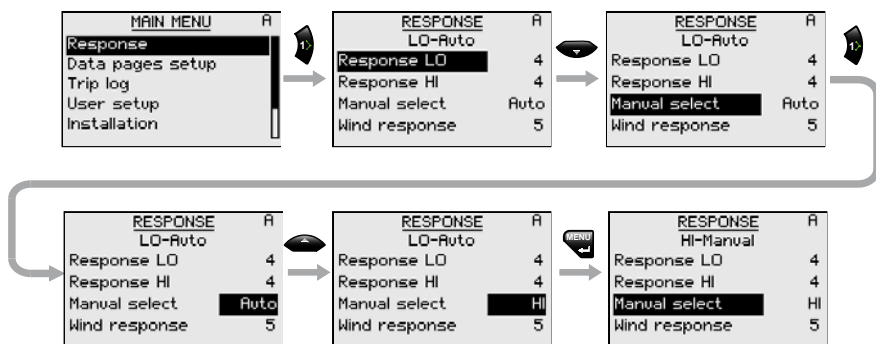 MAIN MENU A
Response
Data pages setup
Trip log
User setup
Installation
1
RESPONSE A
LO-Auto
Response LO 4
Response HI 4
Manual select Auto
Wind response 5
RESPONSE A
LO-Auto
Response LO 4
Response HI 4
Manual select Auto
Wind response 5
1
RESPONSE A
LO-Auto
Response LO 4
Response HI 4
Manual select Auto
Wind response 5
RESPONSE A
LO-Auto
Response LO 4
Response HI 4
Manual select HI
Wind response 5
MENU
RESPONSE A
HI-Manual
Response LO 4
Response HI 4
Manual select HI
Wind response 5